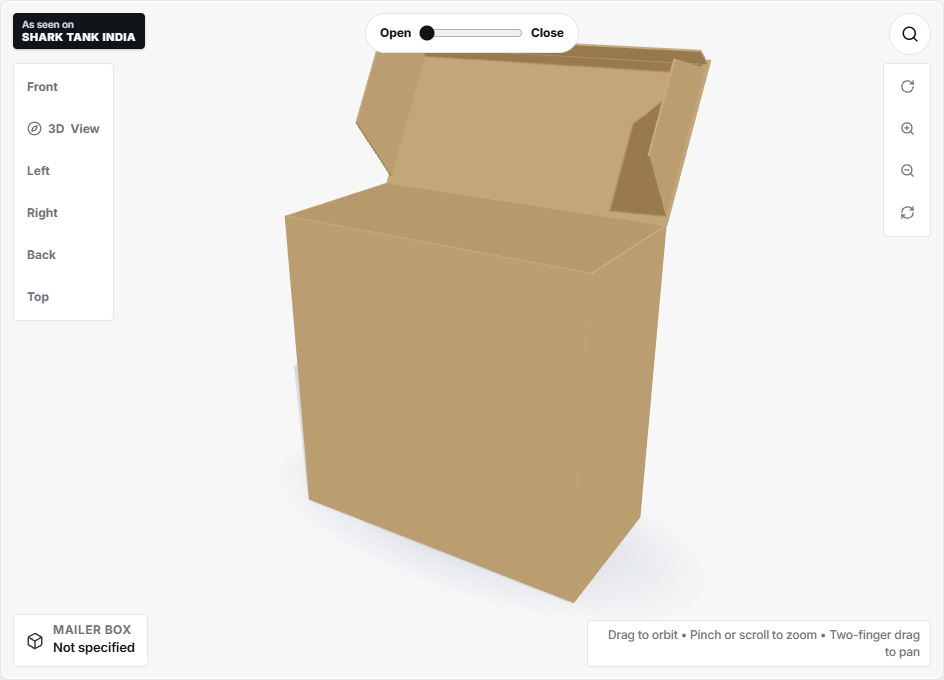 As seen on
SHARK TANK INDIA
Open
Close
Front
3D View
Left
Right
Back
Top
MAILER BOX
Not specified
Drag to orbit • Pinch or scroll to zoom • Two-finger drag
to pan